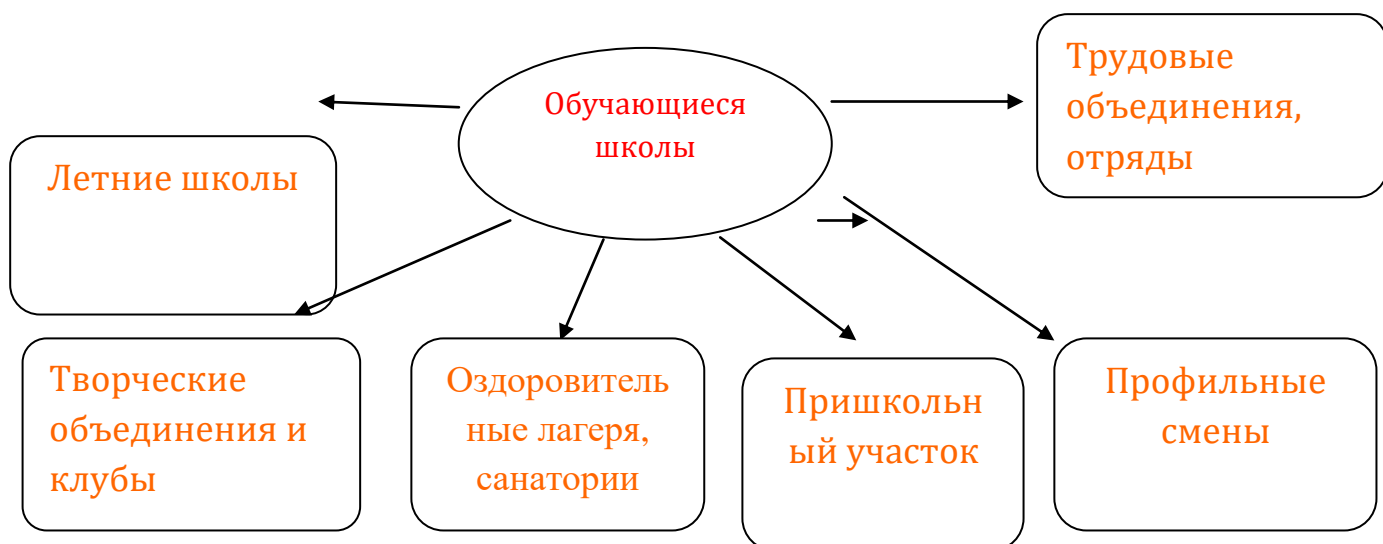 Обучающиеся
школы
Трудовые
объединения,
отряды
Летние школы
Творческие
объединения и
клубы
Оздоровитель
ные лагеря,
санатории
Пришкольн
ый участок
Профильные
смены